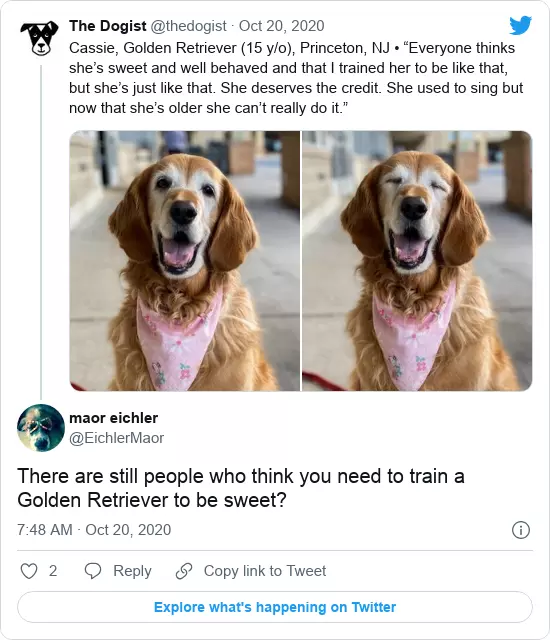 The Dogist @thedogist · Oct 20, 2020
Cassie, Golden Retriever (15 y/o), Princeton, NJ • “Everyone thinks
she’s sweet and well behaved and that I trained her to be like that,
but she’s just like that. She deserves the credit. She used to sing but
now that she’s older she can’t really do it.”
maor eichler
@EichlerMaor
There are still people who think you need to train a
Golden Retriever to be sweet?
7:48 AM · Oct 20, 2020
2 Reply Copy link to Tweet
Explore what's happening on Twitter